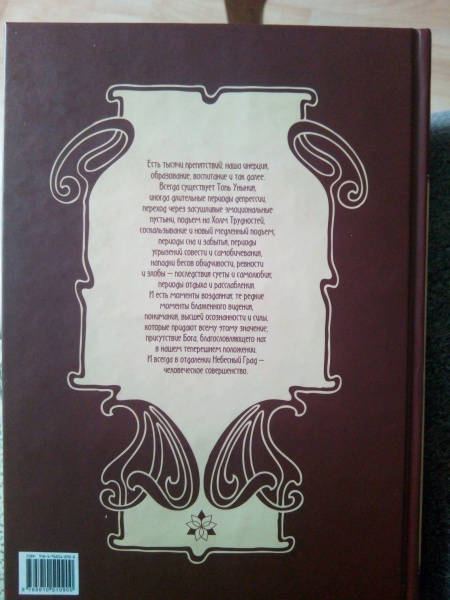 Есть тысячи препятствий: наша инерция,
образование, воспитание и так далее.
Всегда существует Топь Уныния,
иногда длительные периоды депрессии,
переход через засушливые эмоциональные
пустыни, подъем на Холм Трудностей,
соскальзывание и новый медленный подъем;
периоды сна и забытья, периоды
угрызений совести и самобичевания,
нападки бесов обидчивости, ревности
и злобы — последствия суеты и самолюбия;
периоды отдыха и расслабления.
И есть моменты воздаяния: те редкие
моменты блаженного видения,
понимания, высшей осознанности и силы,
которые придают всему этому значение,
присутствие Бога, благословляющего нас
в нашем теперешнем положении.
И всегда в отдалении Небесный Град —
человеческое совершенство.